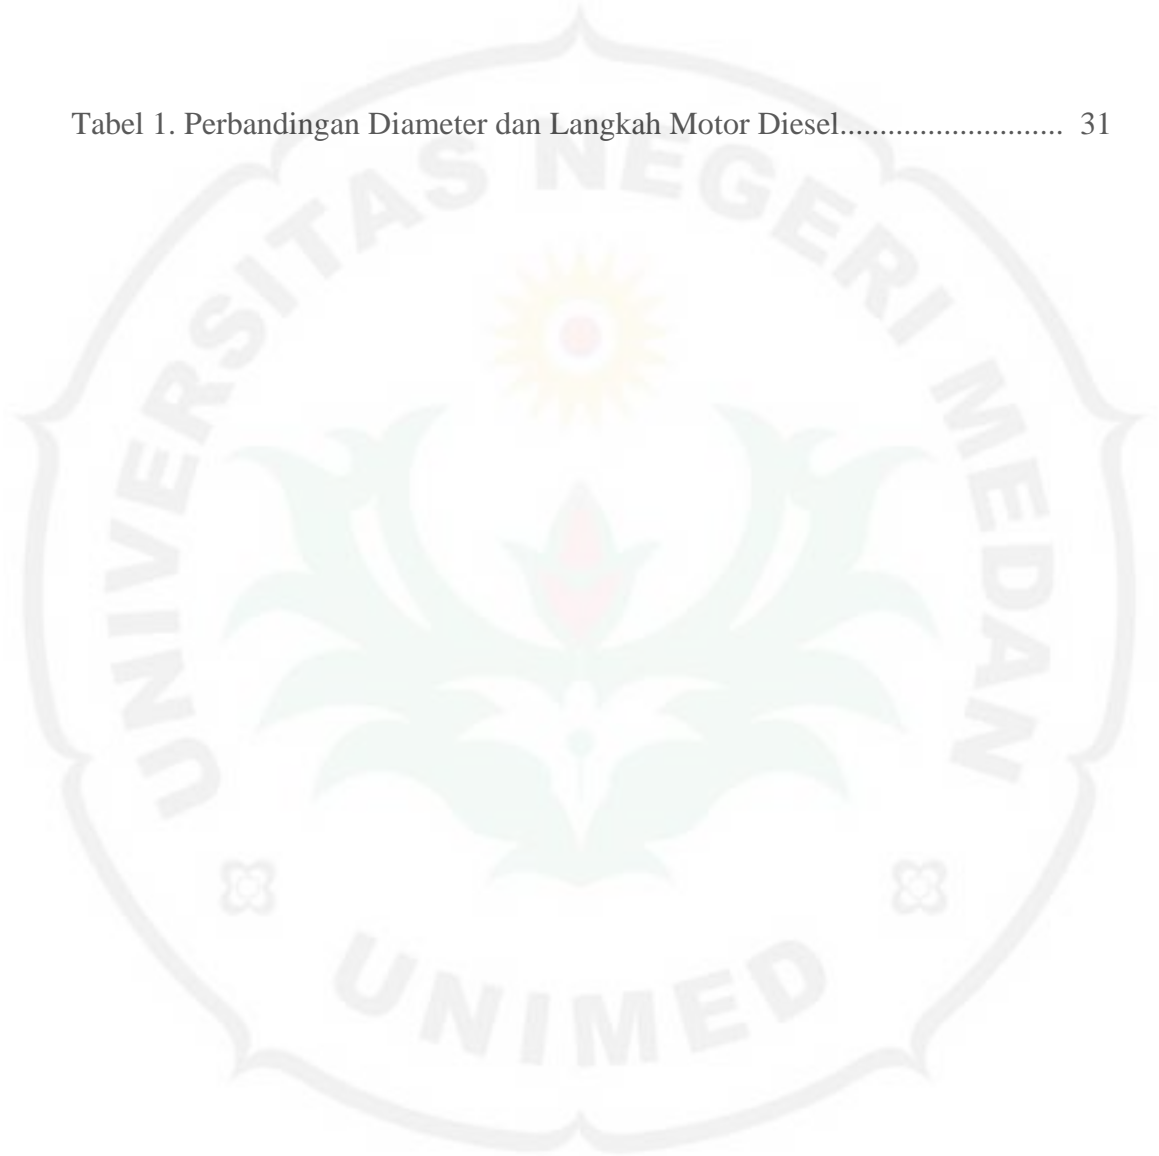 Tabel 1. Perbandingan Diameter dan Langkah Motor Diesel............................ 31
UNIVERSITAS NEGERI MEDAN
UNIMED